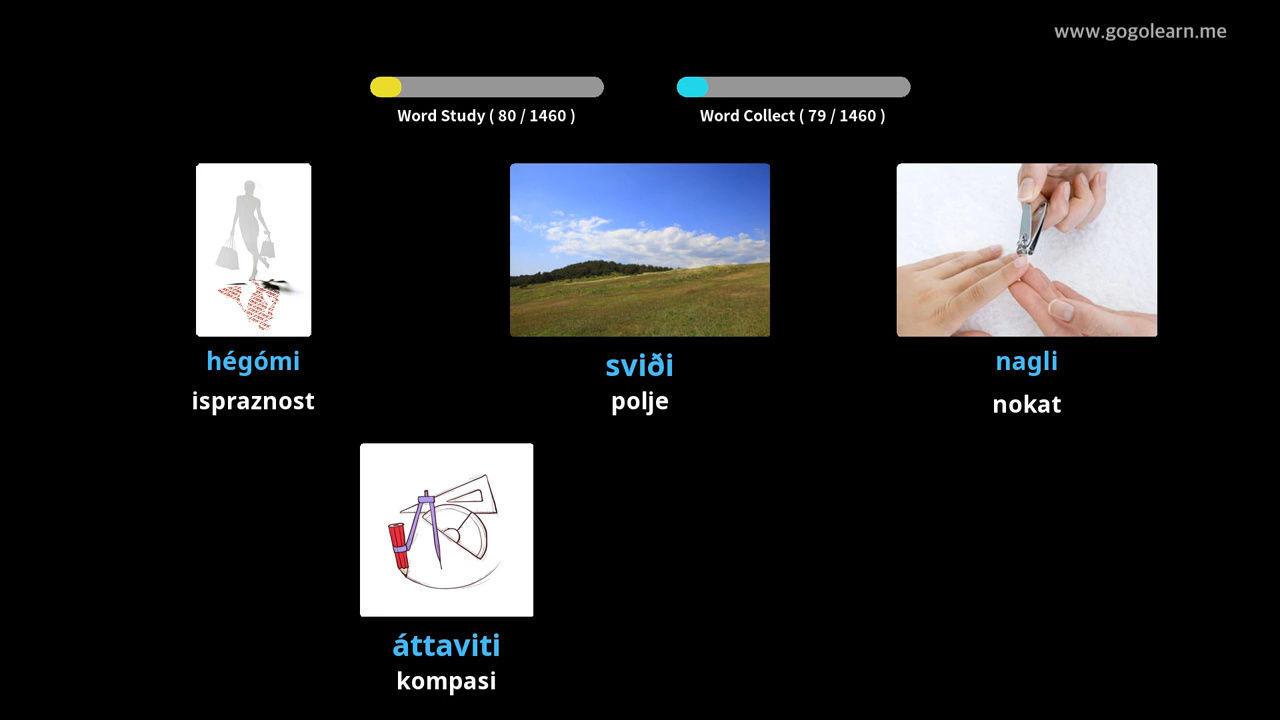 www.gogolearn.me
Word Study ( 80 / 1460 )
Word Collect ( 79 / 1460 )
hégómi
ispraznost
sviði
polje
nagli
nokat
áttaviti
kompasi